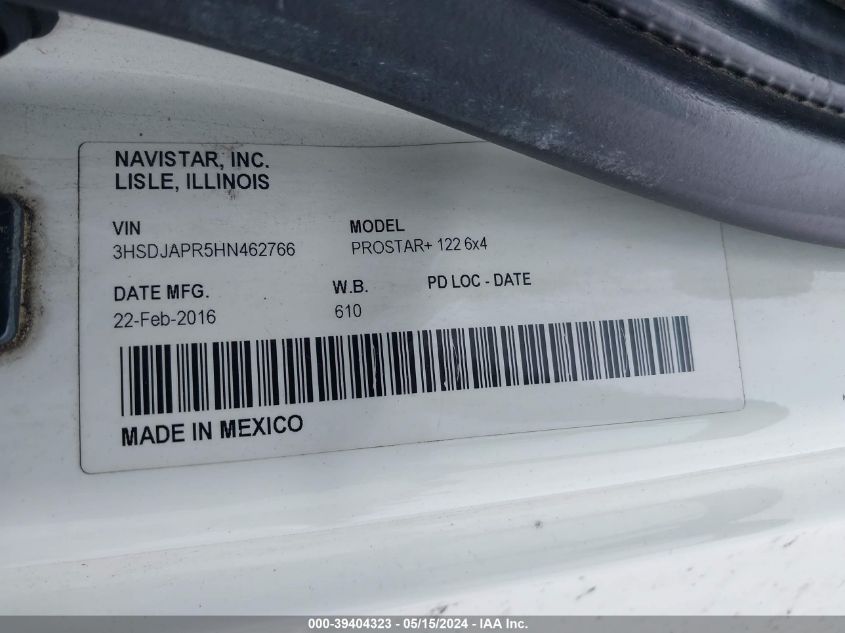 NAVISTAR, INC.
LISLE, ILLINOIS
VIN MODEL
3HSDJAPR5HN462766 PROSTAR+ 122 6x4
DATE MFG. W.B. PD LOC - DATE
22-Feb-2016 610
MADE IN MEXICO
000-39404323 - 05/15/2024 - IAA Inc.